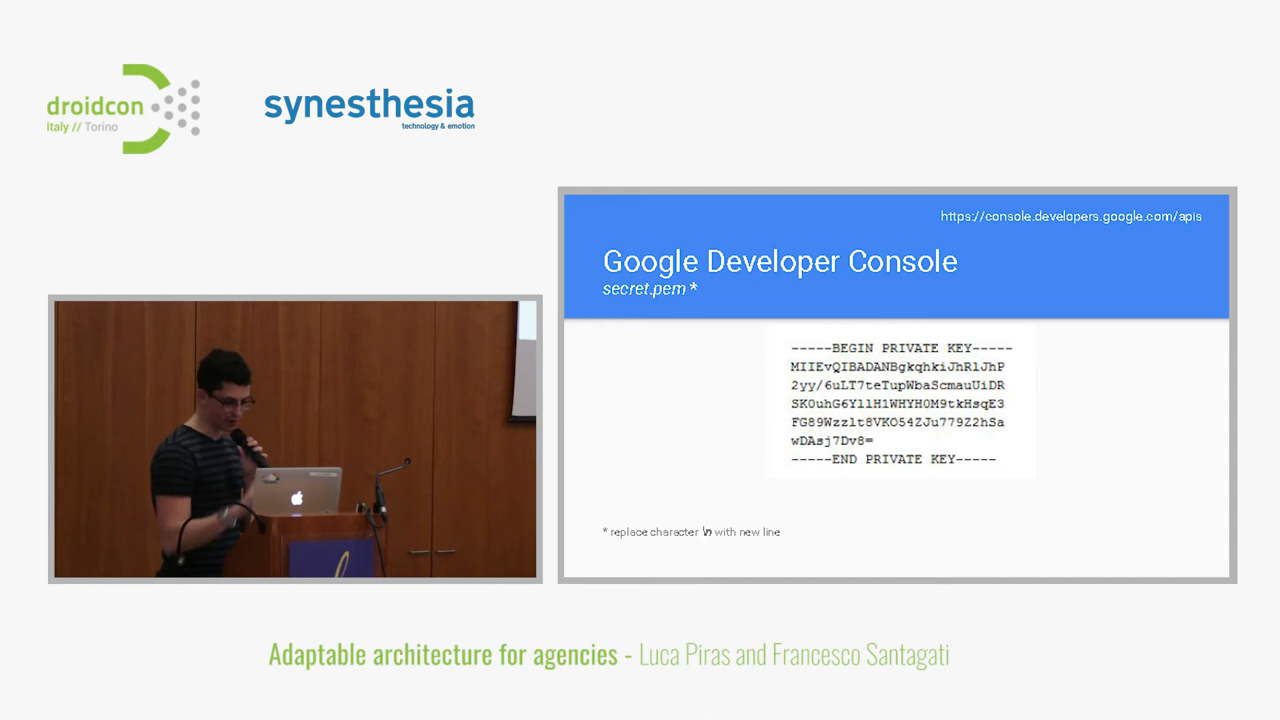 droidcon
Italy // Torino
synesthesia
technology & emotion
https://console.developers.google.com/apis
Google Developer Console
secret.pem *
-----BEGIN PRIVATE KEY-----
MIIEvQIBADANBgkqhkiJhRlJhP
2yy/6uLT7teTupWbaScmauUiDR
SK0uhG6YllH1WHYH0M9tkHsqE3
FG89Wzzlt8VKO54ZJu779Z2hSa
wDAsj7Dv8=
-----END PRIVATE KEY-----
* replace character \n with new line
Adaptable architecture for agencies - Luca Piras and Francesco Santagati